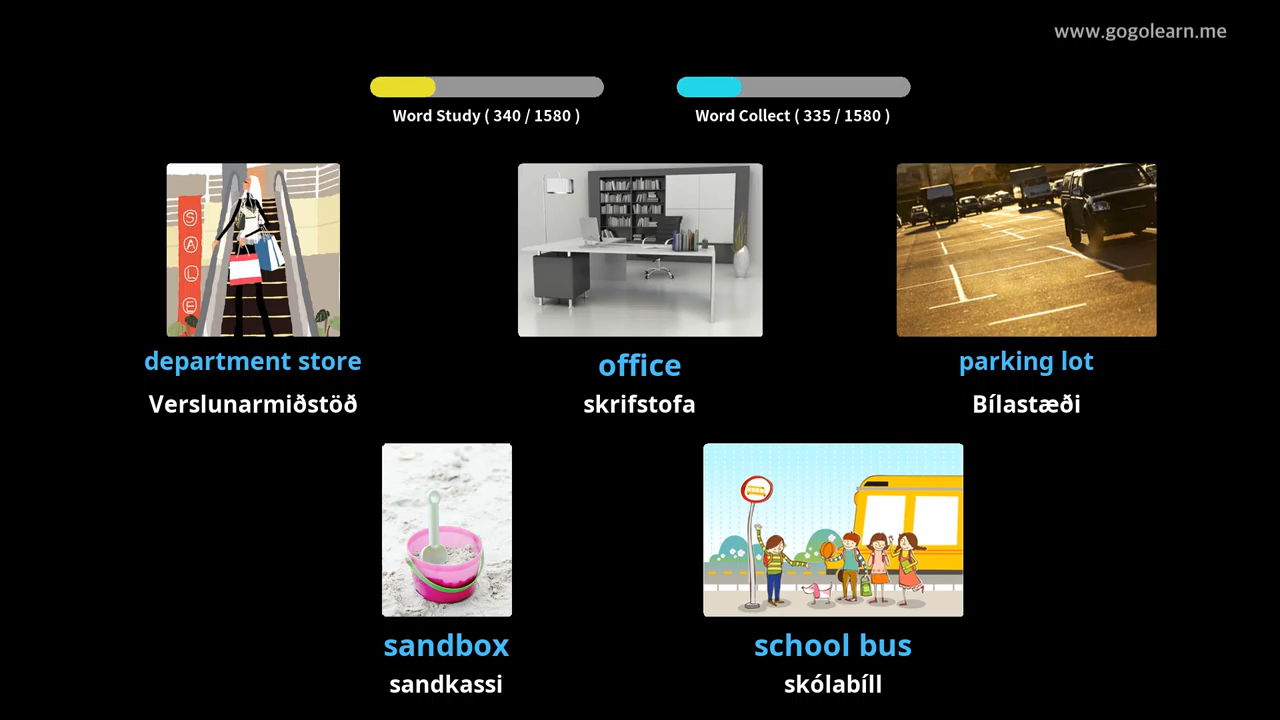 www.gogolearn.me
Word Study ( 340 / 1580 )
Word Collect ( 335 / 1580 )
SALE
department store
office
parking lot
Verslunarmiðstöð
skrifstofa
Bílastæði
sandbox
school bus
sandkassi
skólabíll